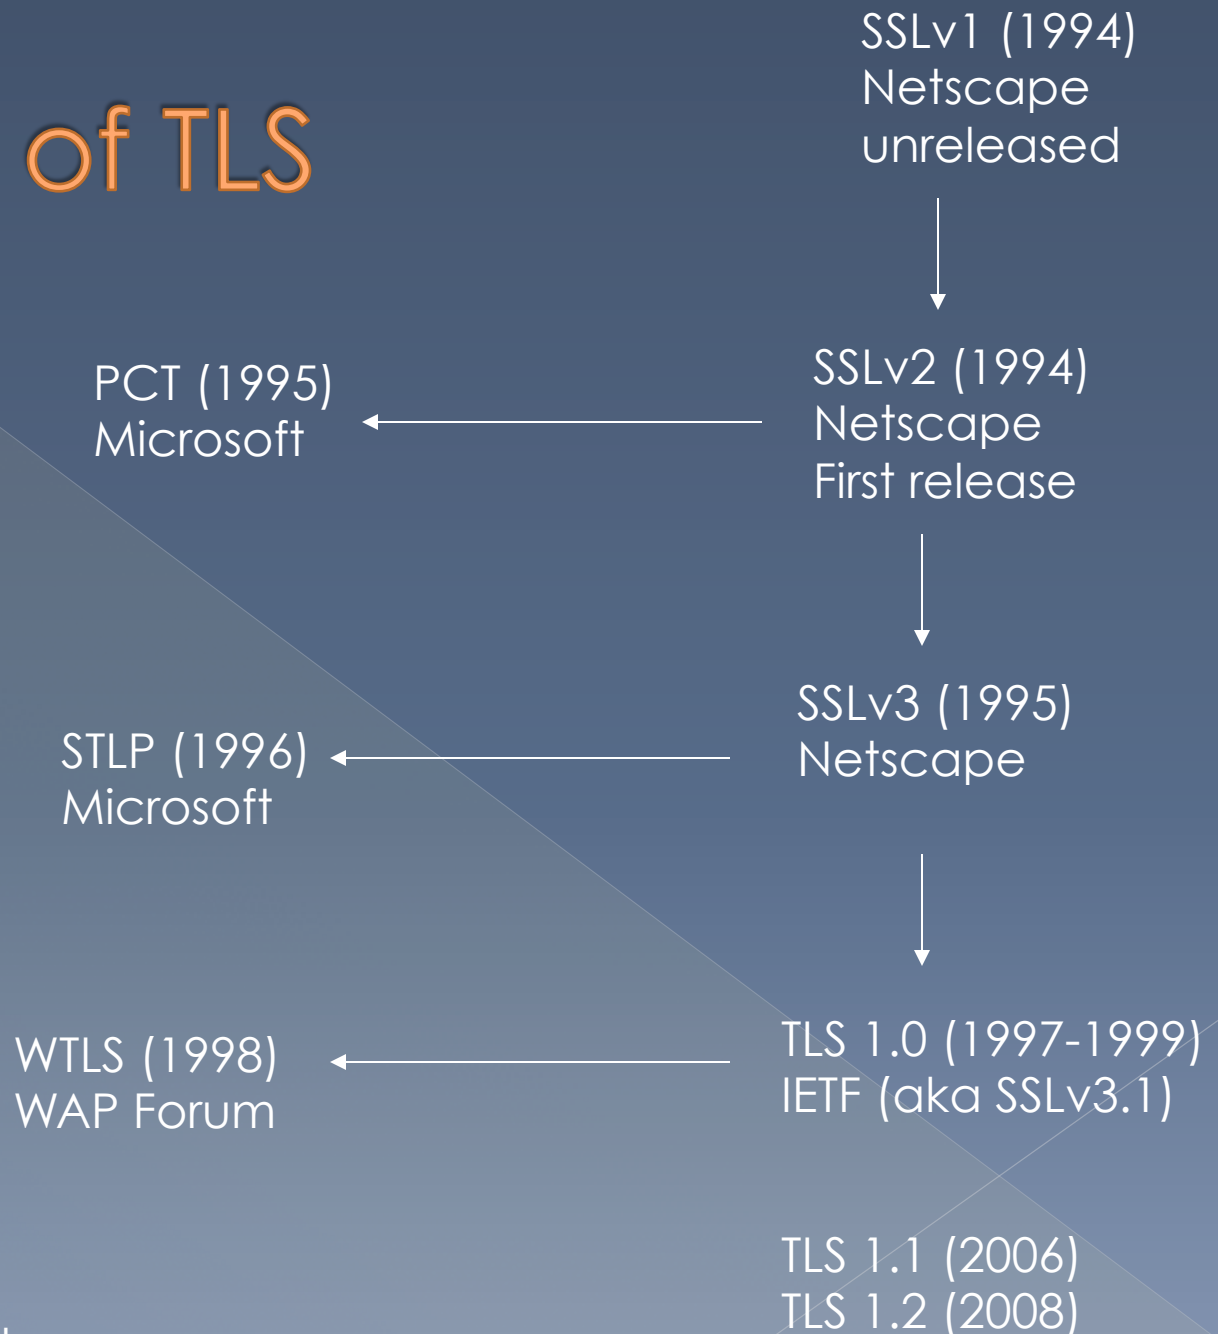 of TLS
SSLv1 (1994)
Netscape
unreleased
PCT (1995)
Microsoft
SSLv2 (1994)
Netscape
First release
STLP (1996)
Microsoft
SSLv3 (1995)
Netscape
WTLS (1998)
WAP Forum
TLS 1.0 (1997-1999)
IETF (aka SSLv3.1)
TLS 1.1 (2006)
TLS 1.2 (2008)